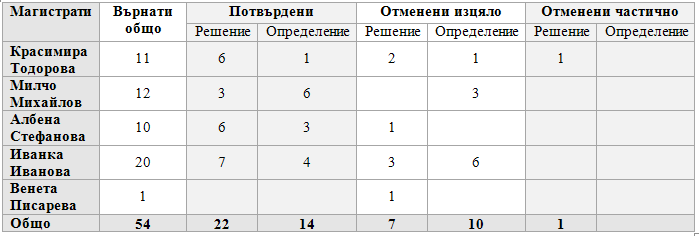 Магистрати Върнати общо Потвърдени Отменени изцяло Отменени частично
Решение Определение Решение Определение Решение Определение
Красимира Тодорова 11 6 1 2 1 1
Милчо Михайлов 12 3 6 3
Албена Стефанова 10 6 3 1
Иванка Иванова 20 7 4 3 6
Венета Писарева 1 1
Общо 54 22 14 7 10 1